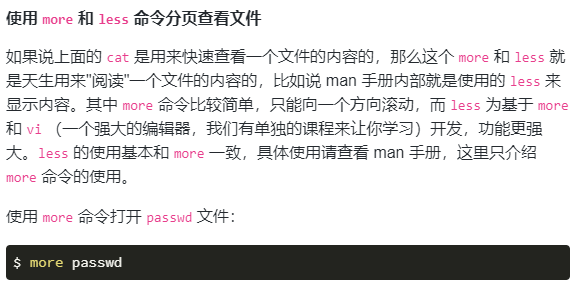 使用 more 和 less 命令分页查看文件
如果说上面的 cat 是用来快速查看一个文件的内容的，那么这个 more 和 less 就
是天生用来"阅读"一个文件的内容的，比如说 man 手册内部就是使用的 less 来
显示内容。其中 more 命令比较简单，只能向一个方向滚动，而 less 为基于 more
和 vi （一个强大的编辑器，我们有单独的课程来让你学习）开发，功能更强
大。less 的使用基本和 more 一致，具体使用请查看 man 手册，这里只介绍
more 命令的使用。
使用 more 命令打开 passwd 文件：
$ more passwd